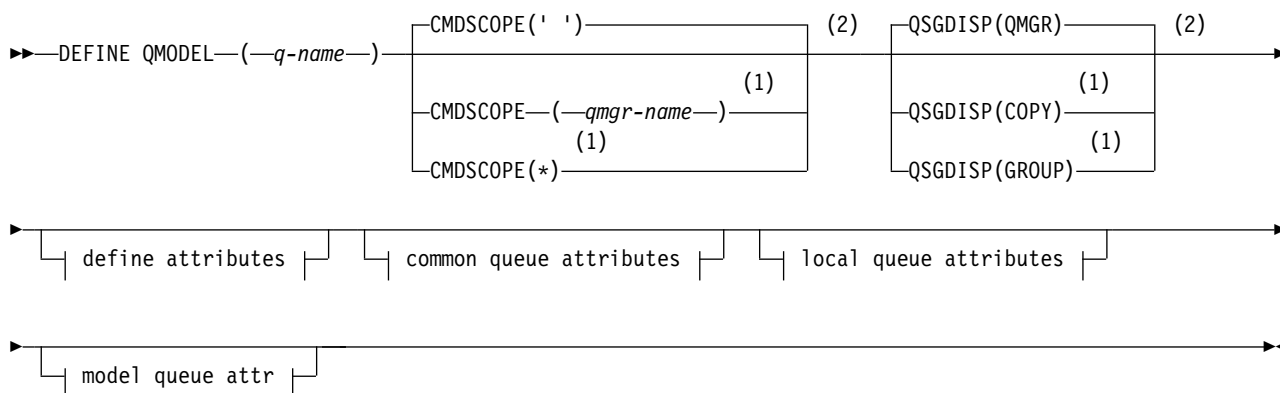 CMDSCOPE(' ') (2) QSGDISP(QMGR) (2)
DEFINE QMODEL ( q-name )
(1) (1)
CMDSCOPE ( qmgr-name ) QSGDISP(COPY)
(1) (1)
CMDSCOPE(*) QSGDISP(GROUP)
define attributes common queue attributes local queue attributes
model queue attr